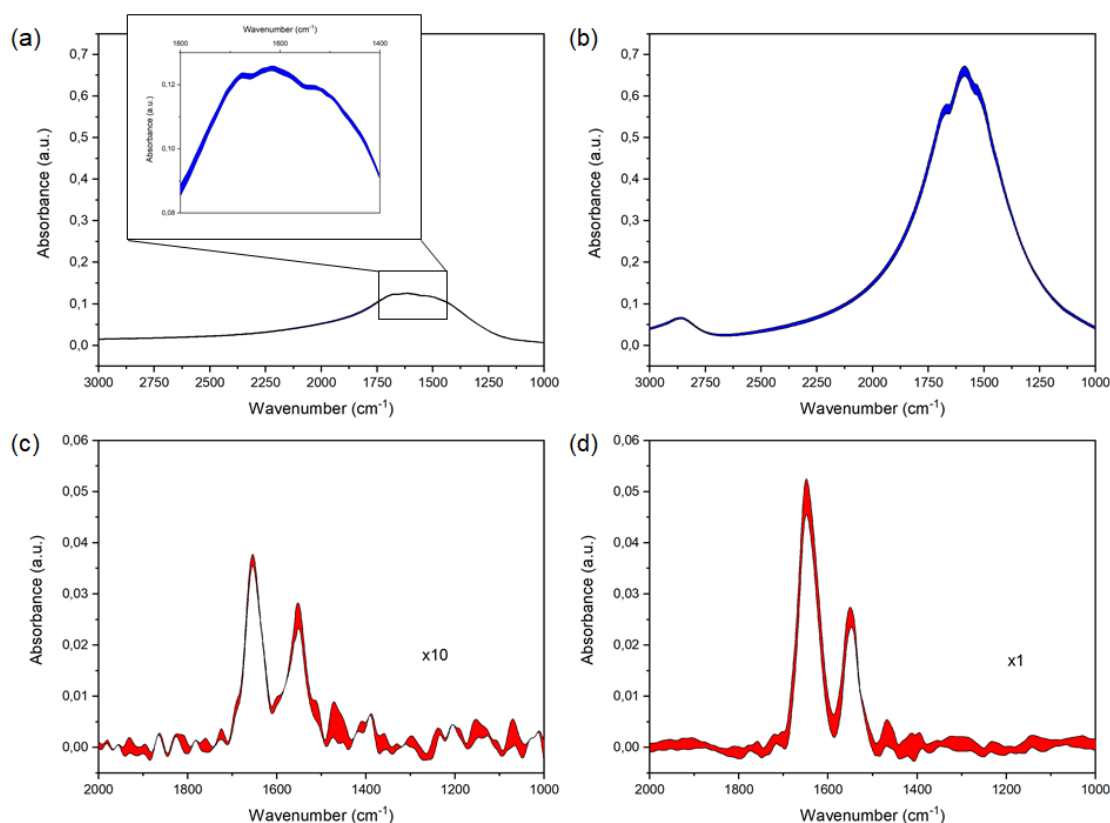 (a)
Wavenumber (cm⁻¹)
1800 1600 1400
0,12
0,10
0,08
Absorbance (a.u.)
0,7
0,6
0,5
0,4
0,3
0,2
0,1
0,0
Absorbance (a.u.)
3000 2750 2500 2250 2000 1750 1500 1250 1000
Wavenumber (cm⁻¹)
(b)
0,7
0,6
0,5
0,4
0,3
0,2
0,1
0,0
Absorbance (a.u.)
3000 2750 2500 2250 2000 1750 1500 1250 1000
Wavenumber (cm⁻¹)
(c)
0,06
0,05
0,04
0,03
0,02
0,01
0,00
Absorbance (a.u.)
x10
2000 1800 1600 1400 1200 1000
Wavenumber (cm⁻¹)
(d)
0,06
0,05
0,04
0,03
0,02
0,01
0,00
Absorbance (a.u.)
x1
2000 1800 1600 1400 1200 1000
Wavenumber (cm⁻¹)